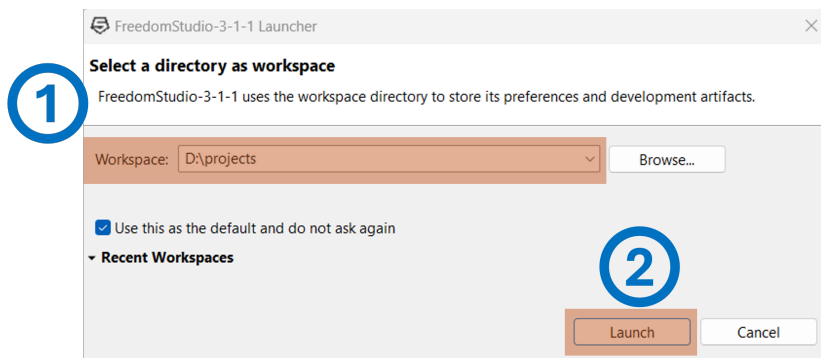 FreedomStudio-3-1-1 Launcher
Select a directory as workspace
1
FreedomStudio-3-1-1 uses the workspace directory to store its preferences and development artifacts.
Workspace: D:\projects Browse...
Use this as the default and do not ask again
Recent Workspaces
2
Launch Cancel